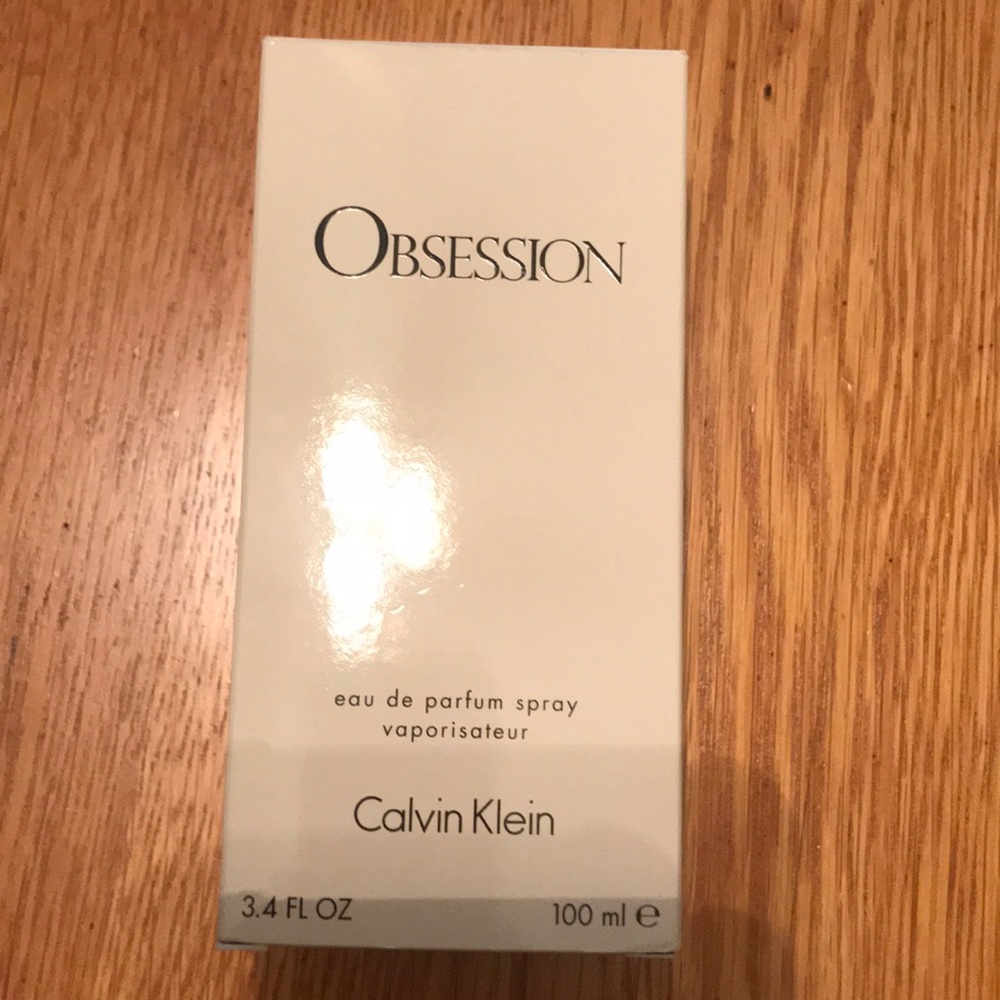 OBSESSION
eau de parfum spray
vaporisateur
Calvin Klein
3.4 FL OZ 100 ml ℮